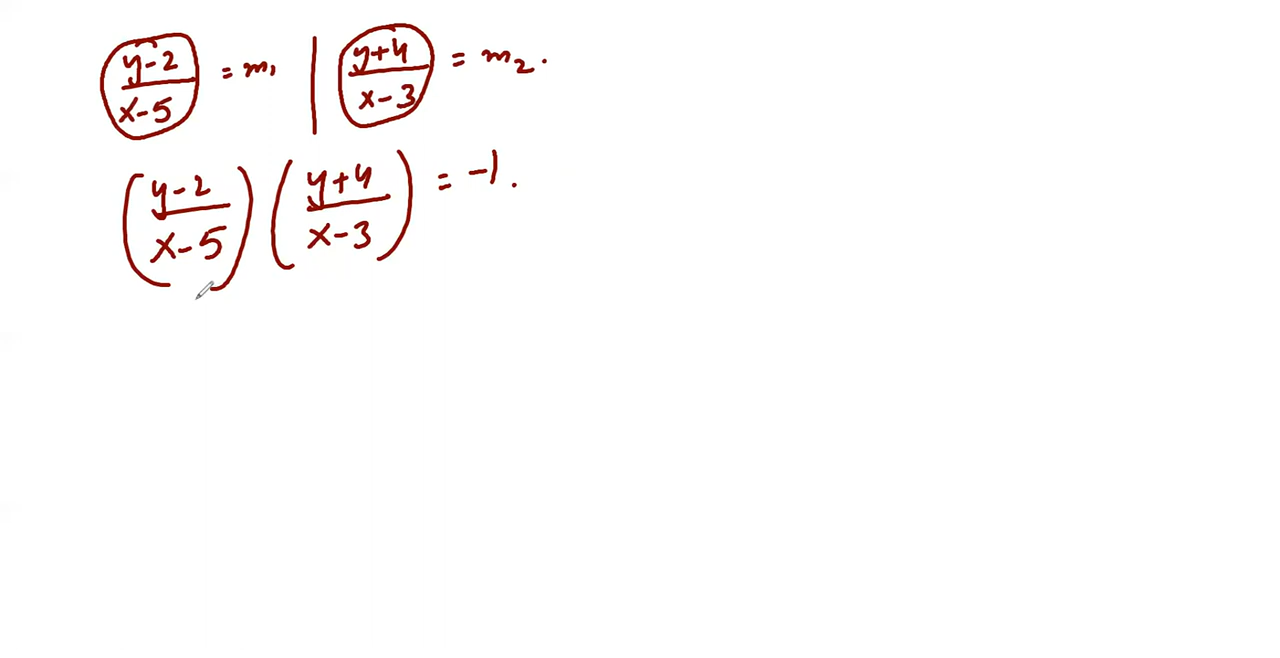 (y-2)/(x-5) = m₁ | (y+4)/(x-3) = m₂.
((y-2)/(x-5)) ((y+4)/(x-3)) = -1.